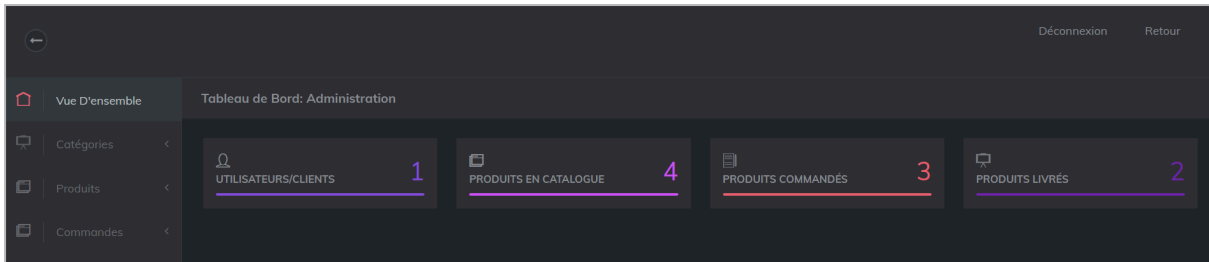 Déconnexion Retour
Vue D'ensemble
Tableau de Bord: Administration
Catégories
Produits
Commandes
UTILISATEURS/CLIENTS 1
PRODUITS EN CATALOGUE 4
PRODUITS COMMANDÉS 3
PRODUITS LIVRÉS 2